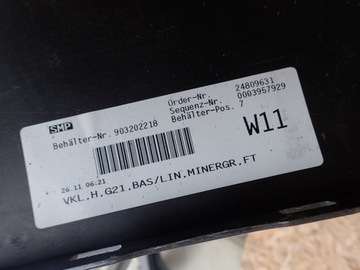 SMP
Order-Nr. 24809631
Sequenz-Nr. 0003957929
Behälter-Nr. 903202218 Behälter-Pos. 7
W11
26.11 06:21
VKL.H.G21.BAS/LIN.MINERGR.FT